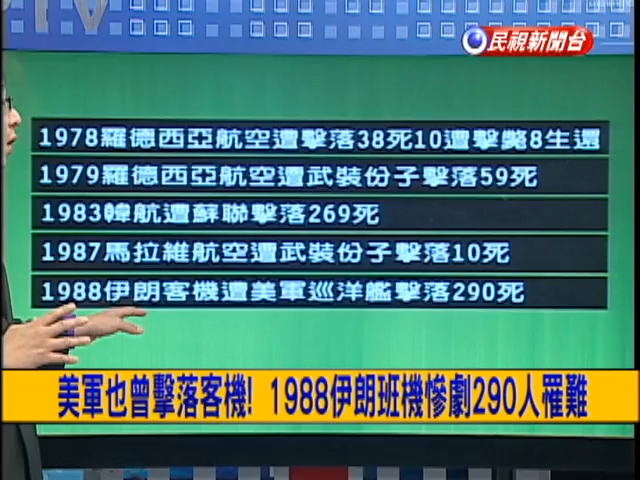 TV
民視新聞台
1978羅德西亞航空遭擊落38死10遭擊斃8生還
1979羅德西亞航空遭武裝份子擊落59死
1983韓航遭蘇聯擊落269死
1987馬拉維航空遭武裝份子擊落10死
1988伊朗客機遭美軍巡洋艦擊落290死
美軍也曾擊落客機! 1988伊朗班機慘劇290人罹難